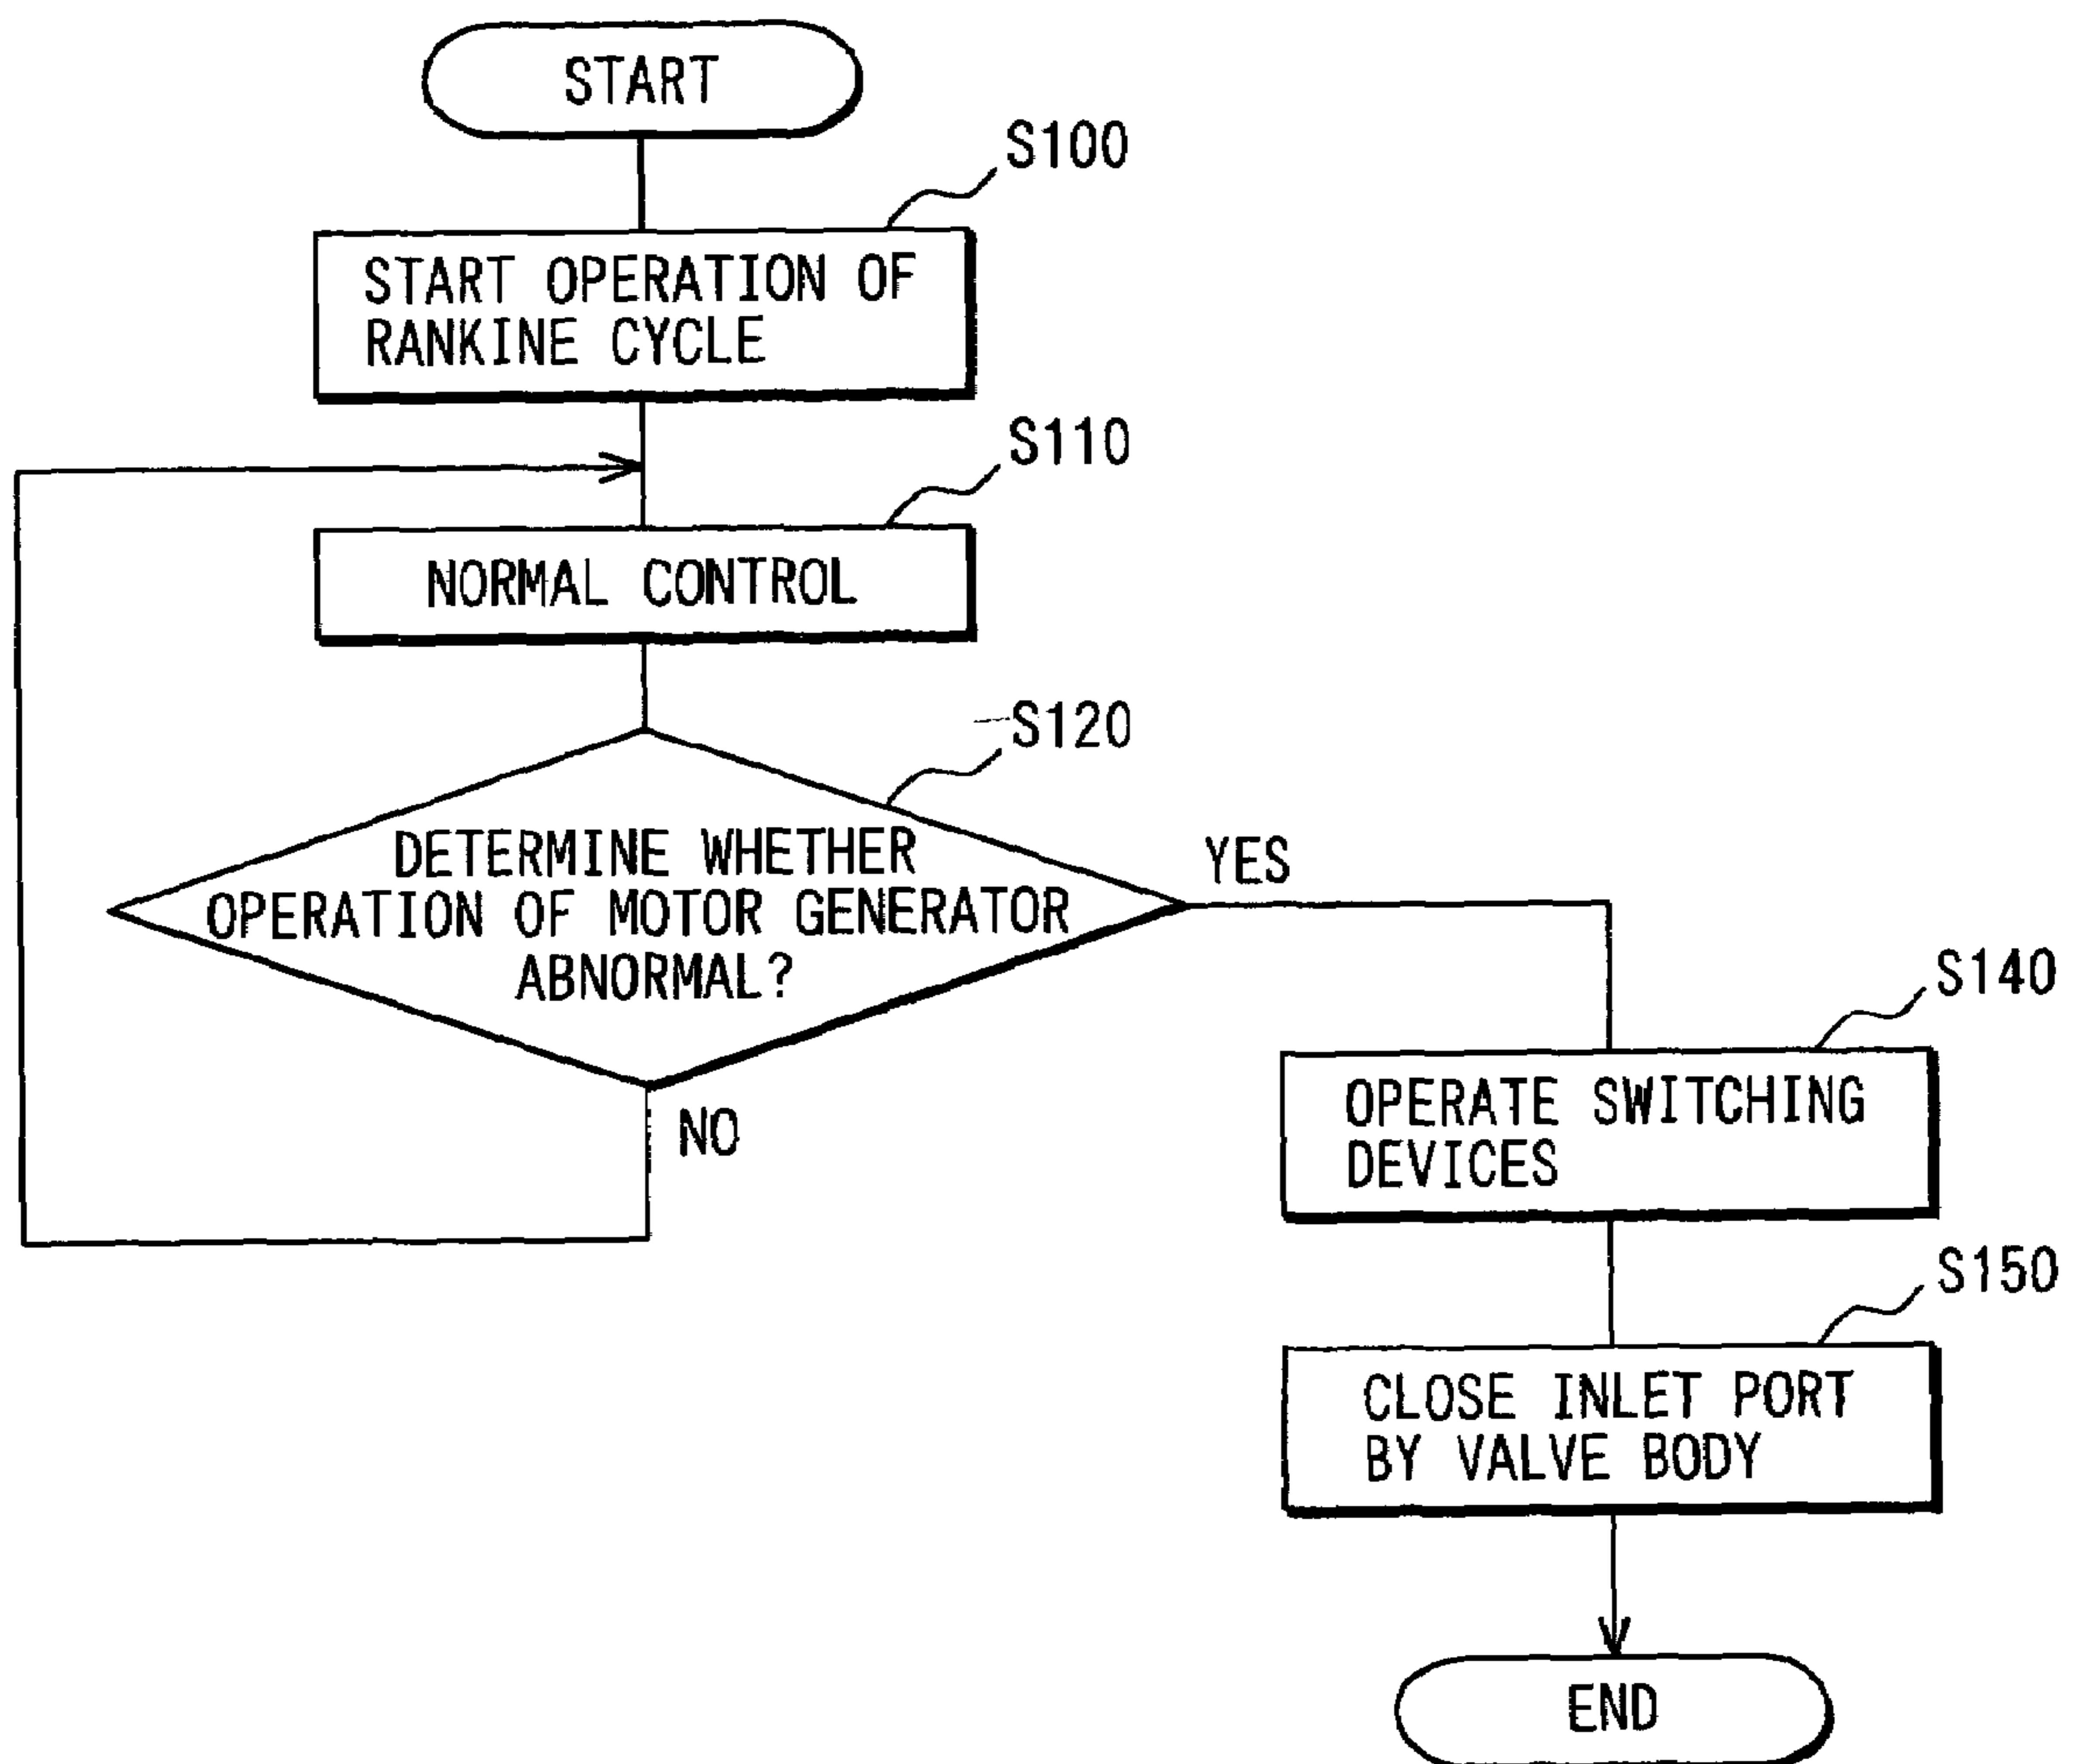 START
S100
START OPERATION OF
RANKINE CYCLE
S110
NORMAL CONTROL
S120
DETERMINE WHETHER
OPERATION OF MOTOR GENERATOR
ABNORMAL?
YES
NO
S140
OPERATE SWITCHING
DEVICES
S150
CLOSE INLET PORT
BY VALVE BODY
END